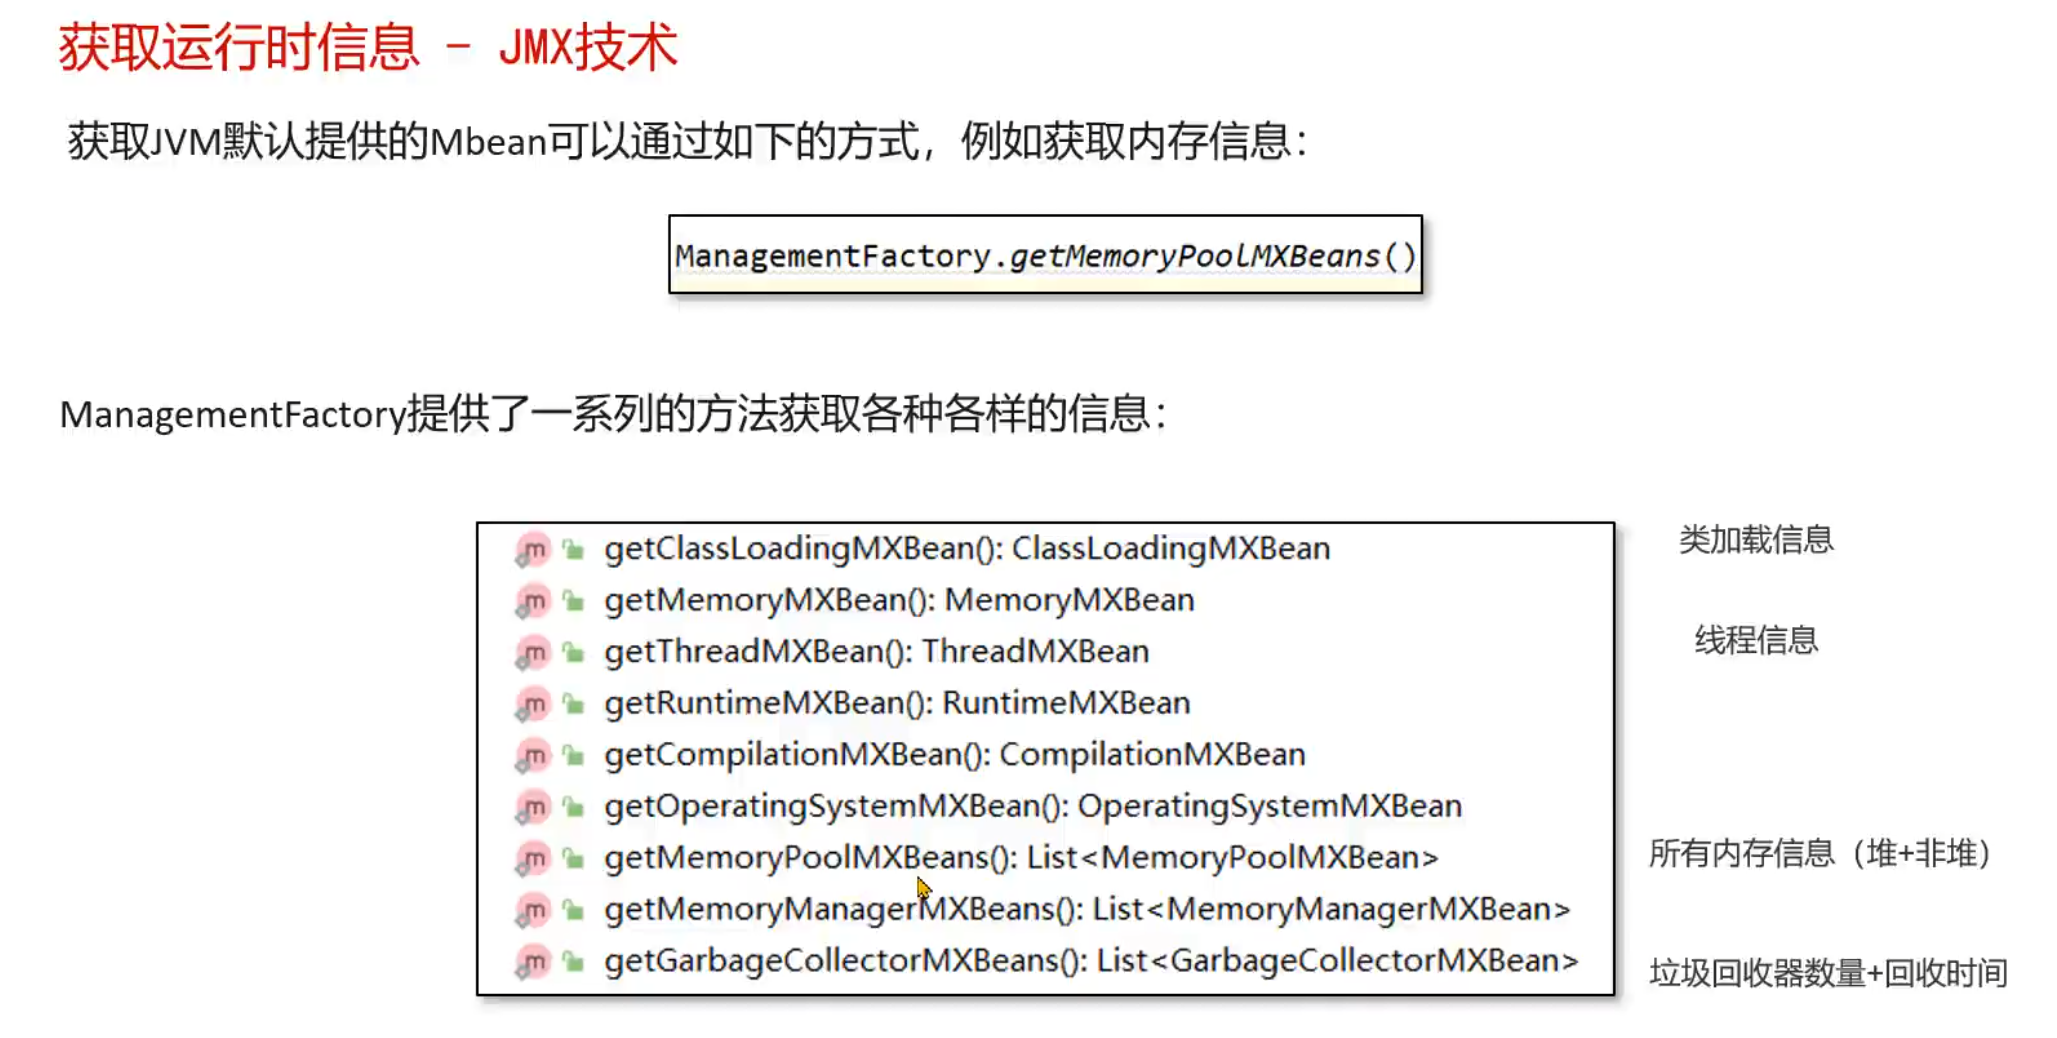 获取运行时信息 - JMX技术
获取JVM默认提供的Mbean可以通过如下的方式，例如获取内存信息：
ManagementFactory.getMemoryPoolMXBeans()
ManagementFactory提供了一系列的方法获取各种各样的信息：
getClassLoadingMXBean(): ClassLoadingMXBean 类加载信息
getMemoryMXBean(): MemoryMXBean
getThreadMXBean(): ThreadMXBean 线程信息
getRuntimeMXBean(): RuntimeMXBean
getCompilationMXBean(): CompilationMXBean
getOperatingSystemMXBean(): OperatingSystemMXBean
getMemoryPoolMXBeans(): List<MemoryPoolMXBean> 所有内存信息（堆+非堆）
getMemoryManagerMXBeans(): List<MemoryManagerMXBean>
getGarbageCollectorMXBeans(): List<GarbageCollectorMXBean> 垃圾回收器数量+回收时间